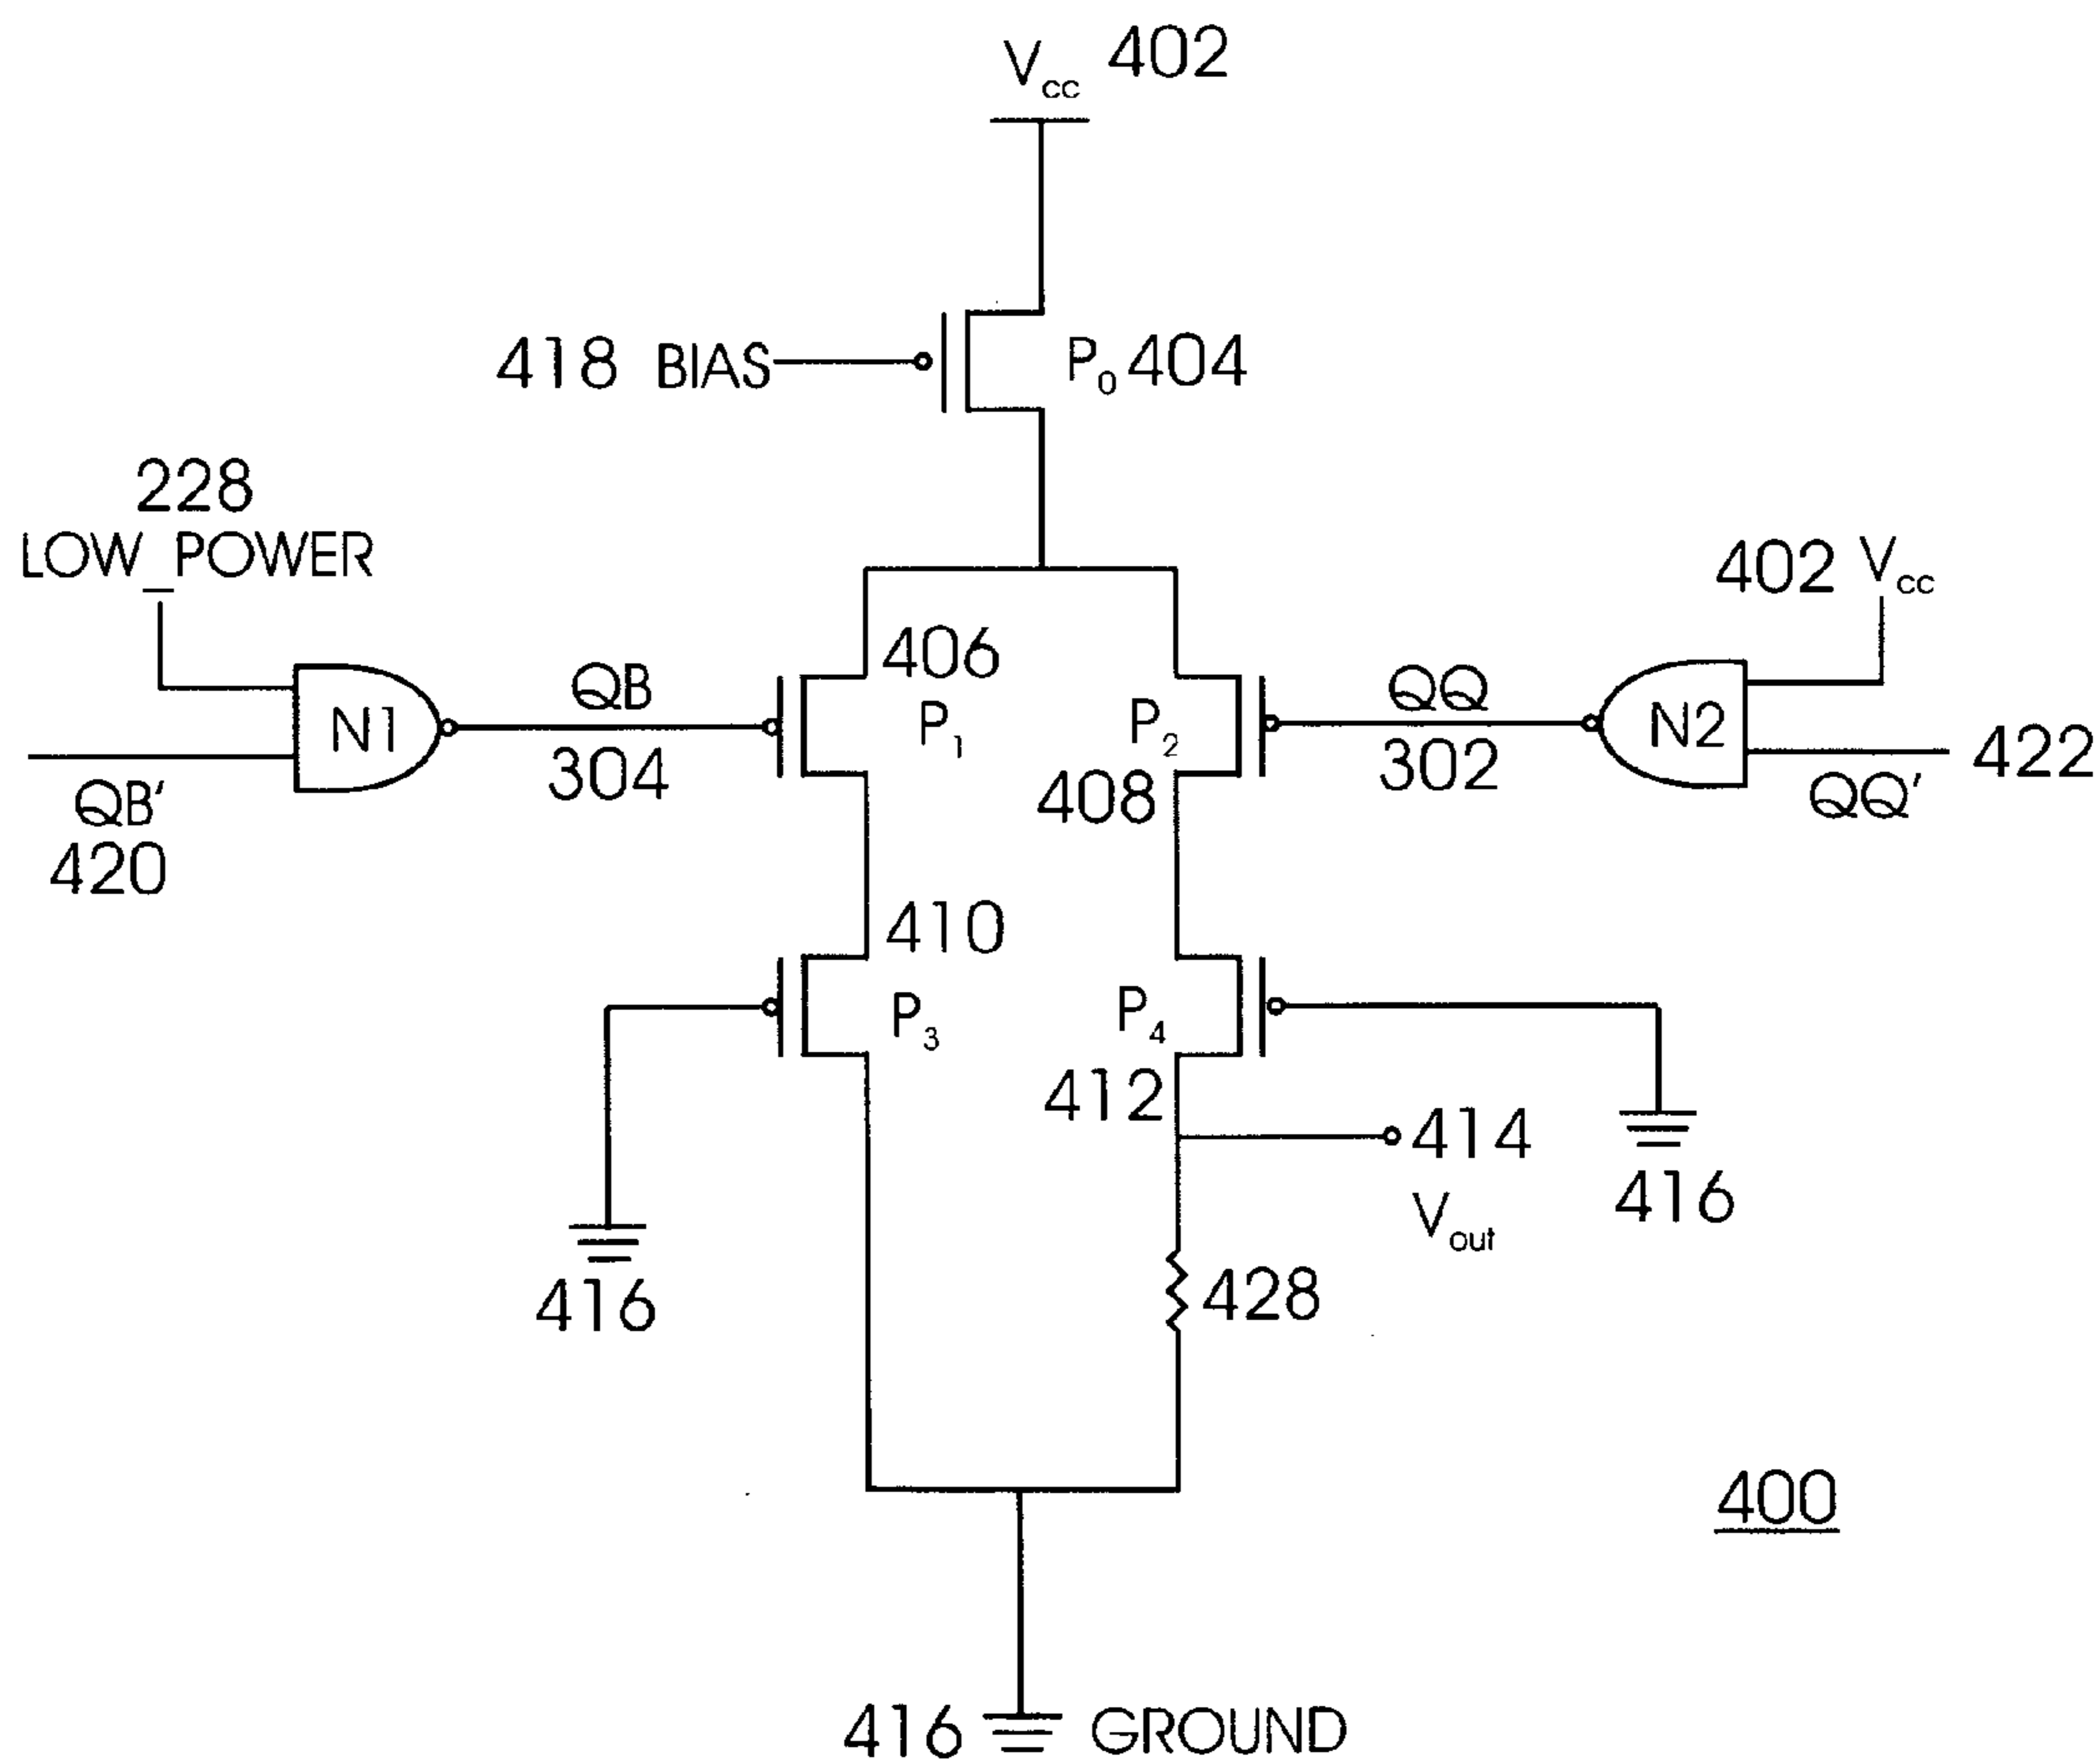 Vcc 402
418 BIAS
P0 404
228
LOW_POWER
402 Vcc
406
QB
QQ
N1
P1
P2
N2
304
302
422
QB'
408
QQ'
420
410
P3
P4
412
414
416
Vout
416
428
400
416 GROUND